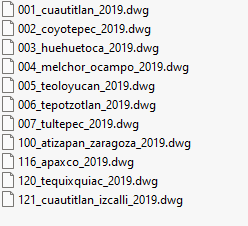 001_cuautitlan_2019.dwg
002_coyotepec_2019.dwg
003_huehuetoca_2019.dwg
004_melchor_ocampo_2019.dwg
005_teoloyucan_2019.dwg
006_tepotzotlan_2019.dwg
007_tultepec_2019.dwg
100_atizapan_zaragoza_2019.dwg
116_apaxco_2019.dwg
120_tequixquiac_2019.dwg
121_cuautitlan_izcalli_2019.dwg